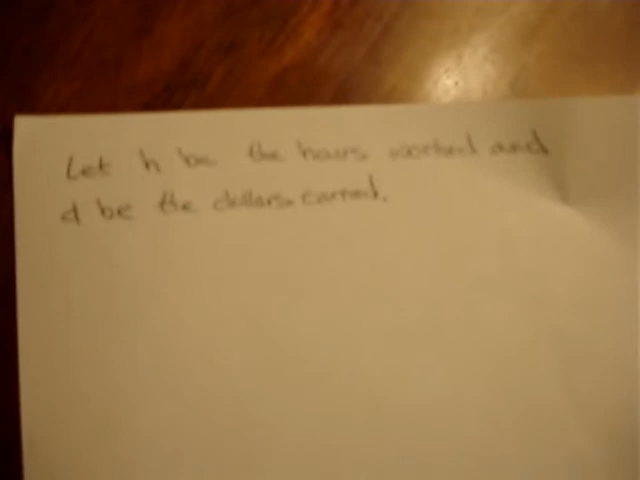 Let h be the hours worked and
d be the dollars earned.